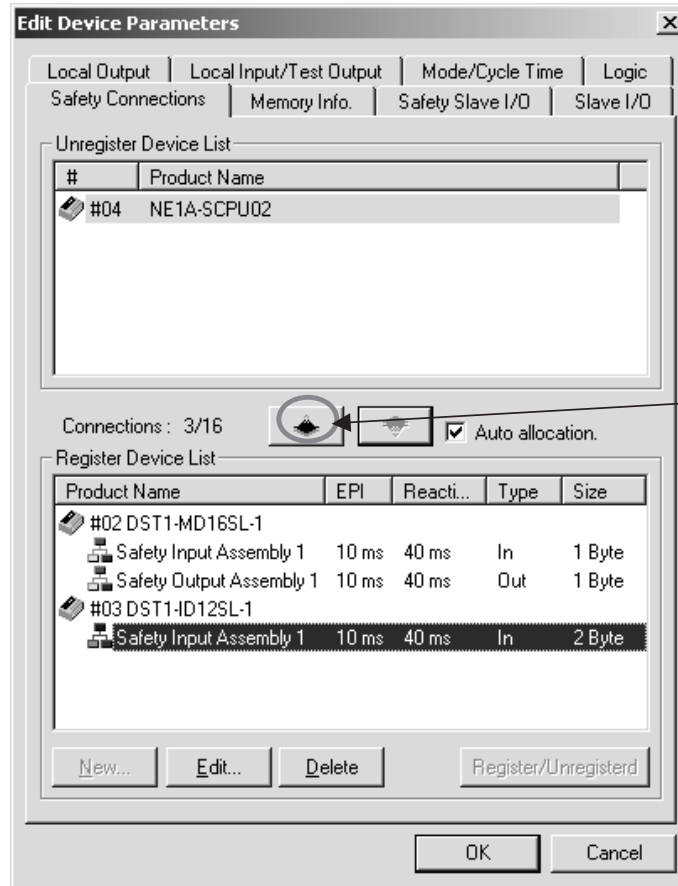 Edit Device Parameters
Local Output Local Input/Test Output Mode/Cycle Time Logic
Safety Connections Memory Info. Safety Slave I/O Slave I/O
Unregister Device List
# Product Name
#04 NE1A-SCPU02
Connections : 3/16 Auto allocation.
Register Device List
Product Name EPI Reacti... Type Size
#02 DST1-MD16SL-1
Safety Input Assembly 1 10 ms 40 ms In 1 Byte
Safety Output Assembly 1 10 ms 40 ms Out 1 Byte
#03 DST1-ID12SL-1
Safety Input Assembly 1 10 ms 40 ms In 2 Byte
New... Edit... Delete Register/Unregisterd
OK Cancel